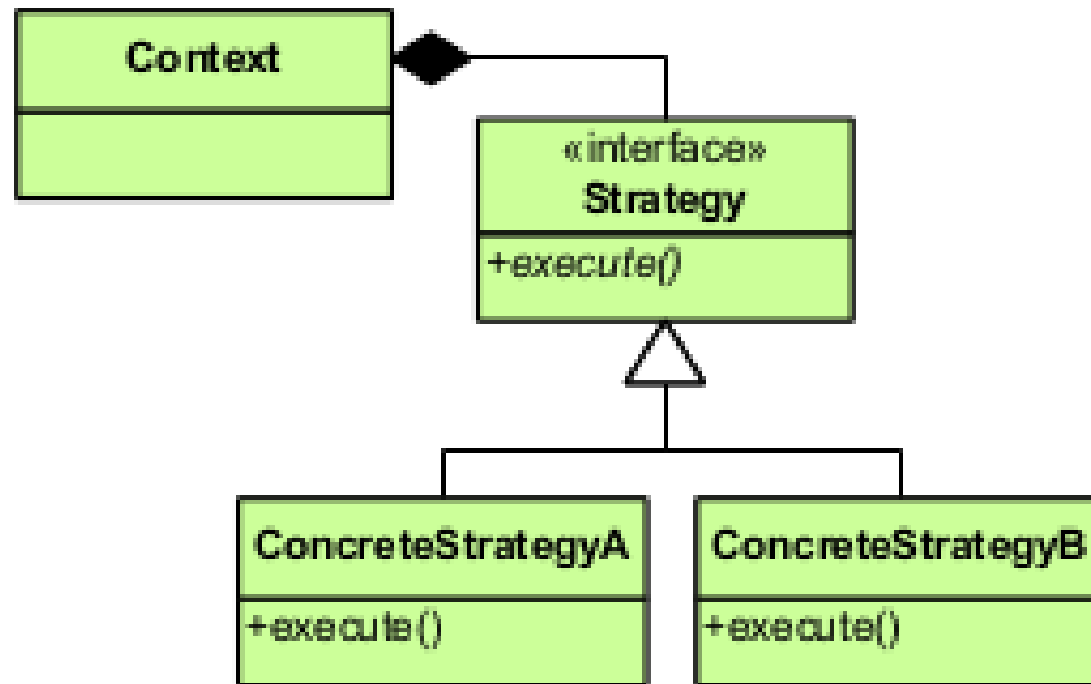 Context
«interface»
Strategy
+execute()
ConcreteStrategyA
+execute()
ConcreteStrategyB
+execute()